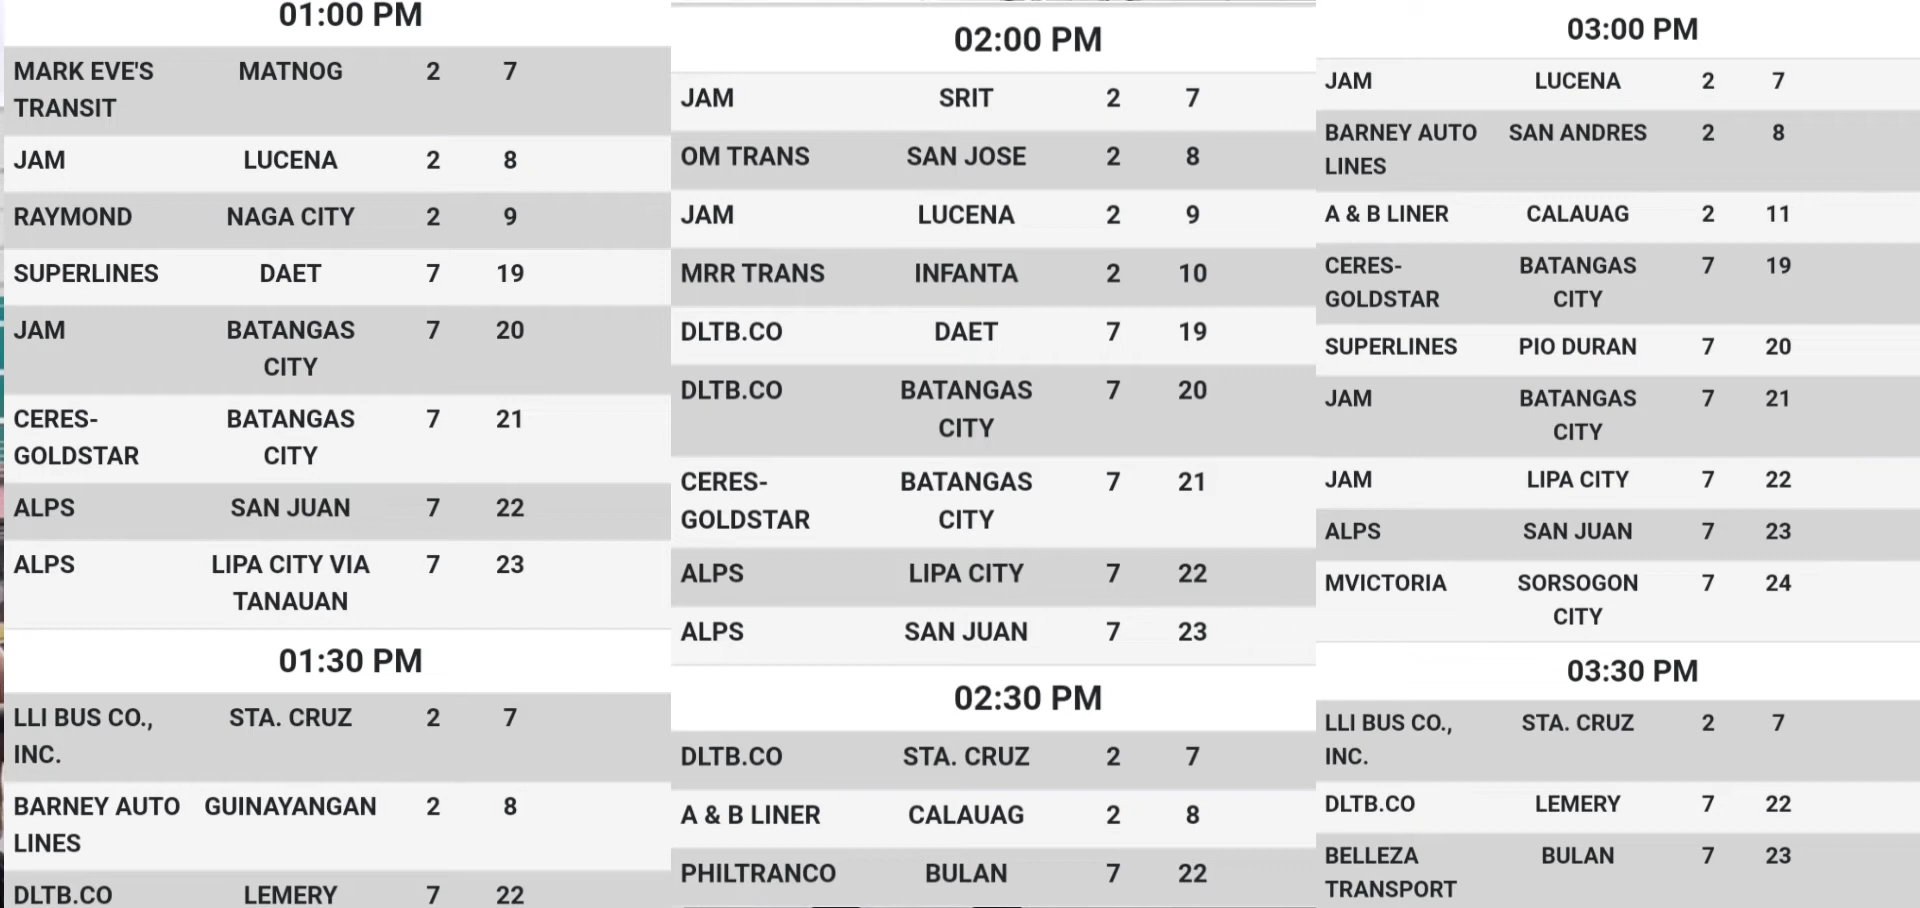 01:00 PM
MARK EVE'S MATNOG 2 7
TRANSIT
JAM LUCENA 2 8
RAYMOND NAGA CITY 2 9
SUPERLINES DAET 7 19
JAM BATANGAS 7 20
CITY
CERES- BATANGAS 7 21
GOLDSTAR CITY
ALPS SAN JUAN 7 22
ALPS LIPA CITY VIA 7 23
TANAUAN
01:30 PM
LLI BUS CO., STA. CRUZ 2 7
INC.
BARNEY AUTO GUINAYANGAN 2 8
LINES
DLTB.CO LEMERY 7 22
02:00 PM
JAM SRIT 2 7
OM TRANS SAN JOSE 2 8
JAM LUCENA 2 9
MRR TRANS INFANTA 2 10
DLTB.CO DAET 7 19
DLTB.CO BATANGAS 7 20
CITY
CERES- BATANGAS 7 21
GOLDSTAR CITY
ALPS LIPA CITY 7 22
ALPS SAN JUAN 7 23
02:30 PM
DLTB.CO STA. CRUZ 2 7
A & B LINER CALAUAG 2 8
PHILTRANCO BULAN 7 22
03:00 PM
JAM LUCENA 2 7
BARNEY AUTO SAN ANDRES 2 8
LINES
A & B LINER CALAUAG 2 11
CERES- BATANGAS 7 19
GOLDSTAR CITY
SUPERLINES PIO DURAN 7 20
JAM BATANGAS 7 21
CITY
JAM LIPA CITY 7 22
ALPS SAN JUAN 7 23
MVICTORIA SORSOGON 7 24
CITY
03:30 PM
LLI BUS CO., STA. CRUZ 2 7
INC.
DLTB.CO LEMERY 7 22
BELLEZA BULAN 7 23
TRANSPORT